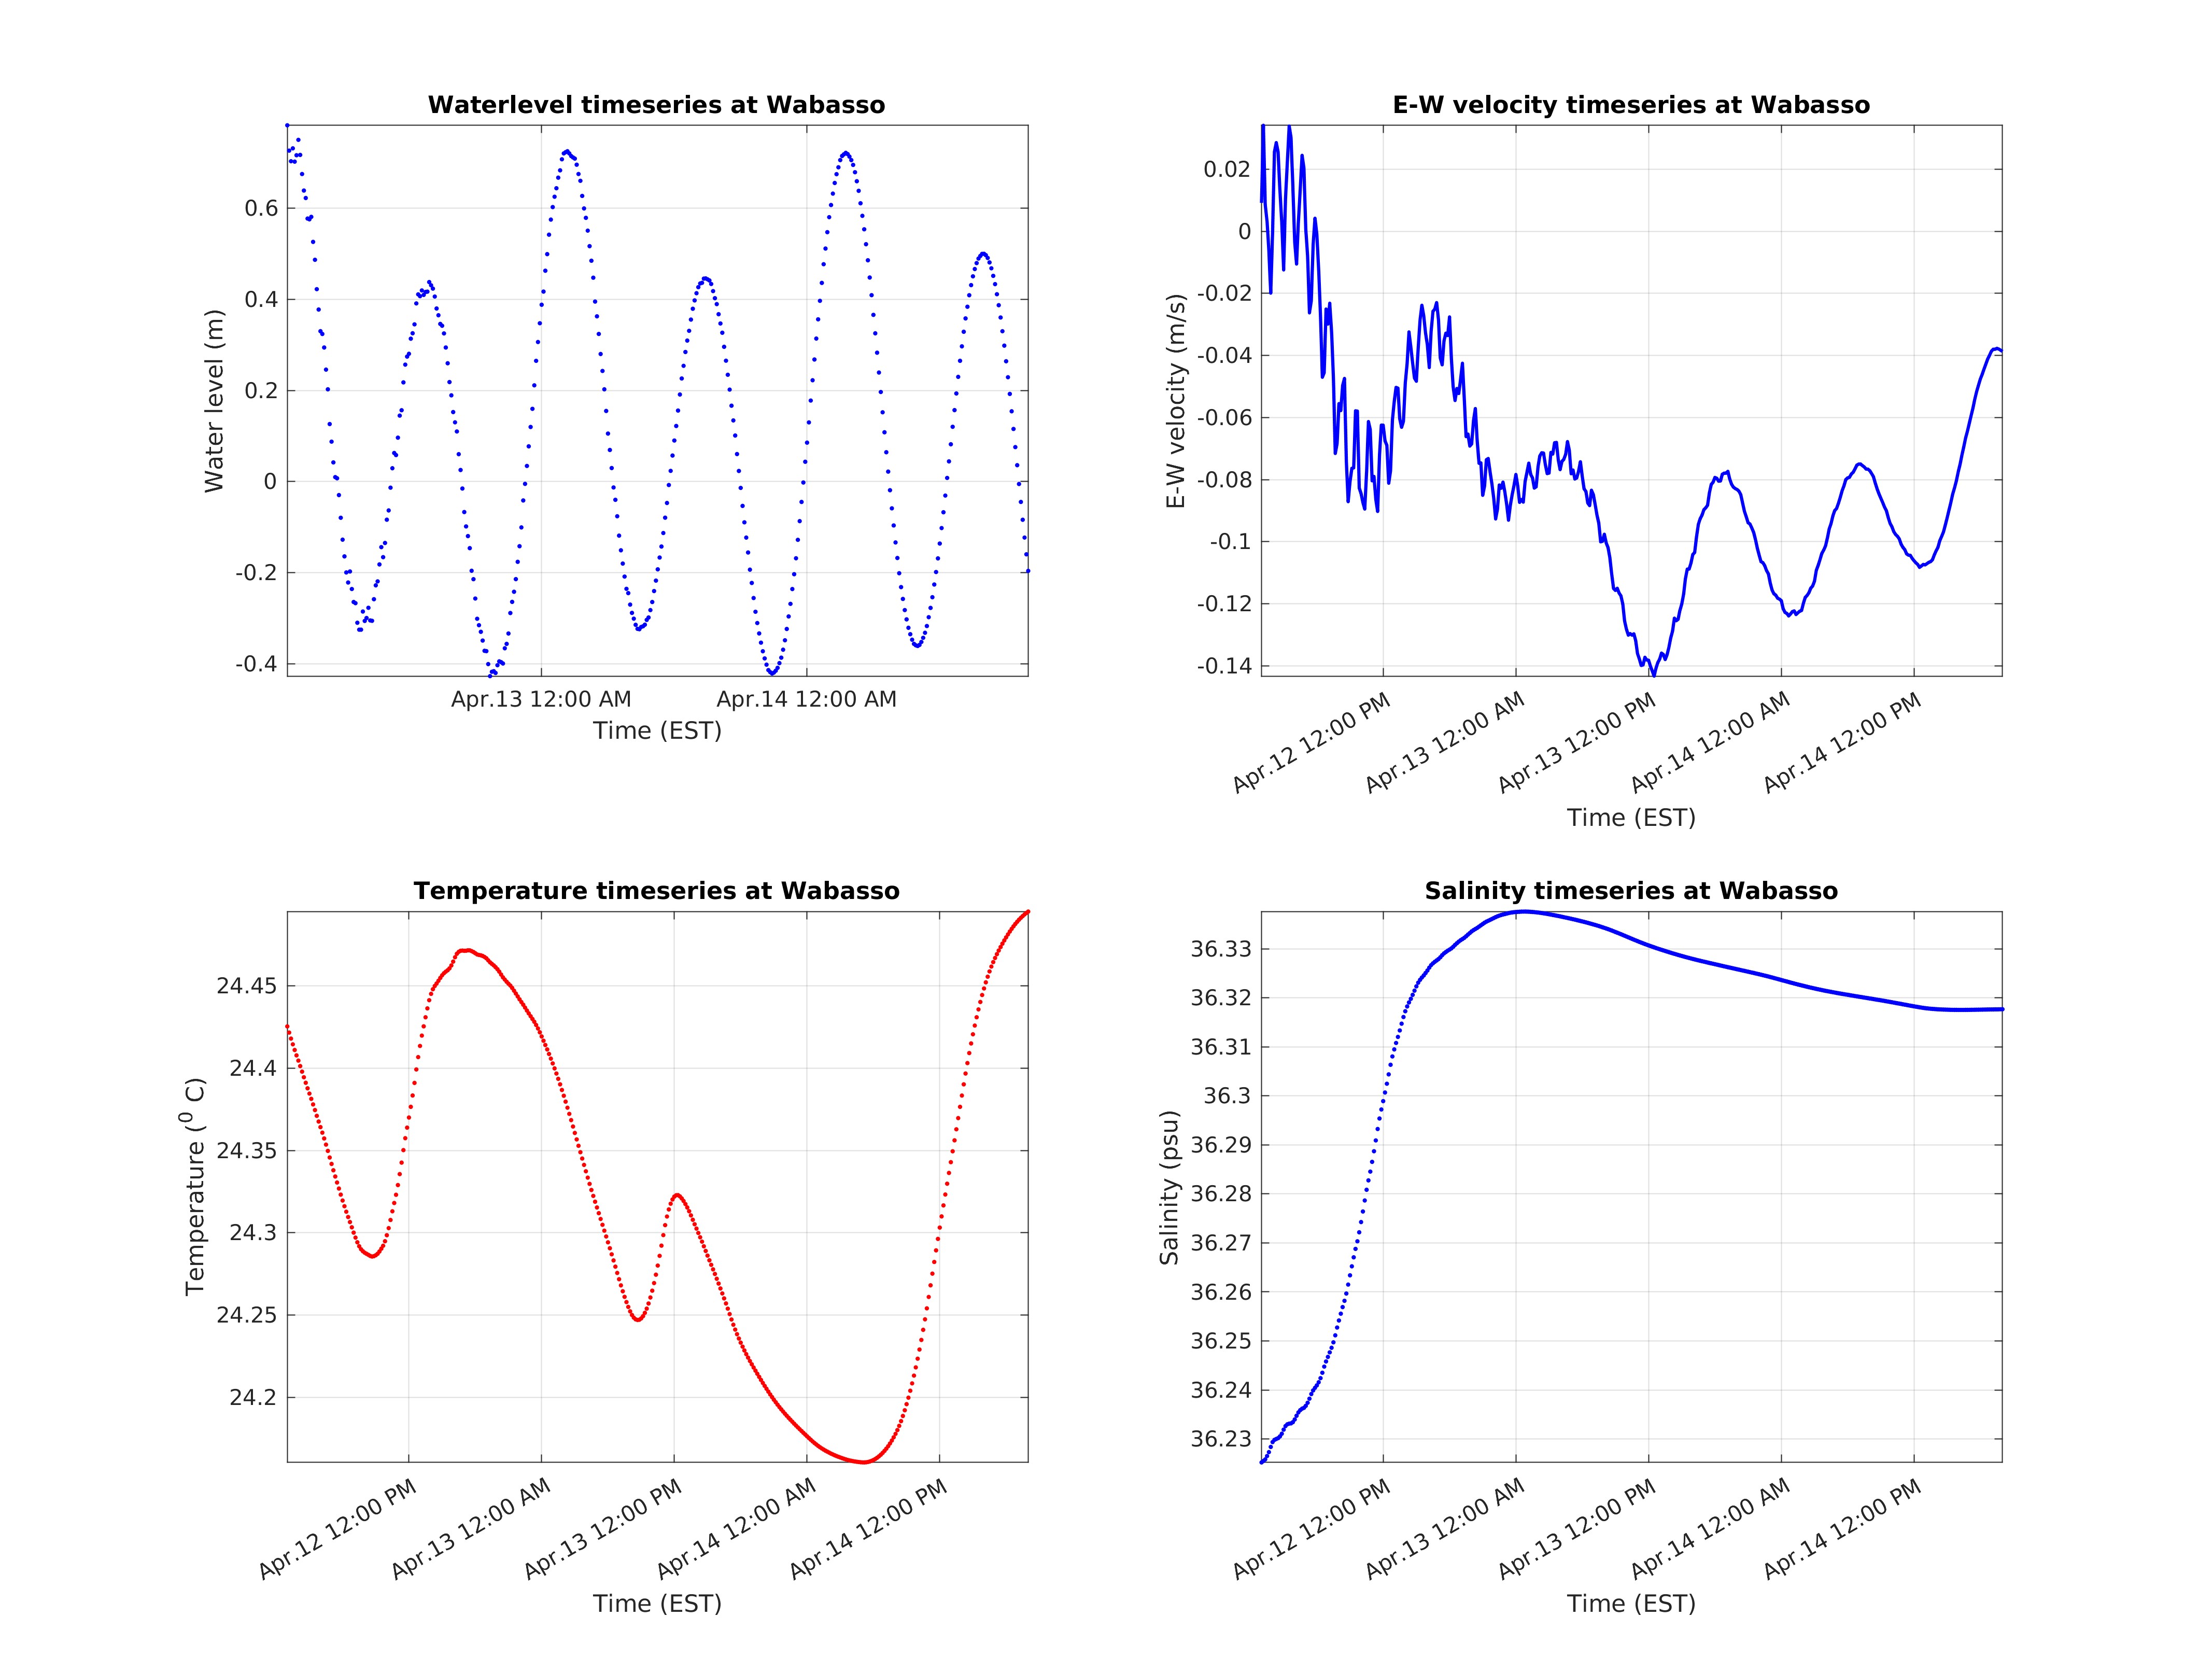 Waterlevel timeseries at Wabasso
0.6
0.4
0.2
0
-0.2
-0.4
Water level (m)
Apr.13 12:00 AM
Apr.14 12:00 AM
Time (EST)
E-W velocity timeseries at Wabasso
0.02
0
-0.02
-0.04
-0.06
-0.08
-0.1
-0.12
-0.14
E-W velocity (m/s)
Apr.12 12:00 PM
Apr.13 12:00 AM
Apr.13 12:00 PM
Apr.14 12:00 AM
Apr.14 12:00 PM
Time (EST)
Temperature timeseries at Wabasso
24.45
24.4
24.35
24.3
24.25
24.2
Temperature (⁰ C)
Apr.12 12:00 PM
Apr.13 12:00 AM
Apr.13 12:00 PM
Apr.14 12:00 AM
Apr.14 12:00 PM
Time (EST)
Salinity timeseries at Wabasso
36.33
36.32
36.31
36.3
36.29
36.28
36.27
36.26
36.25
36.24
36.23
Salinity (psu)
Apr.12 12:00 PM
Apr.13 12:00 AM
Apr.13 12:00 PM
Apr.14 12:00 AM
Apr.14 12:00 PM
Time (EST)